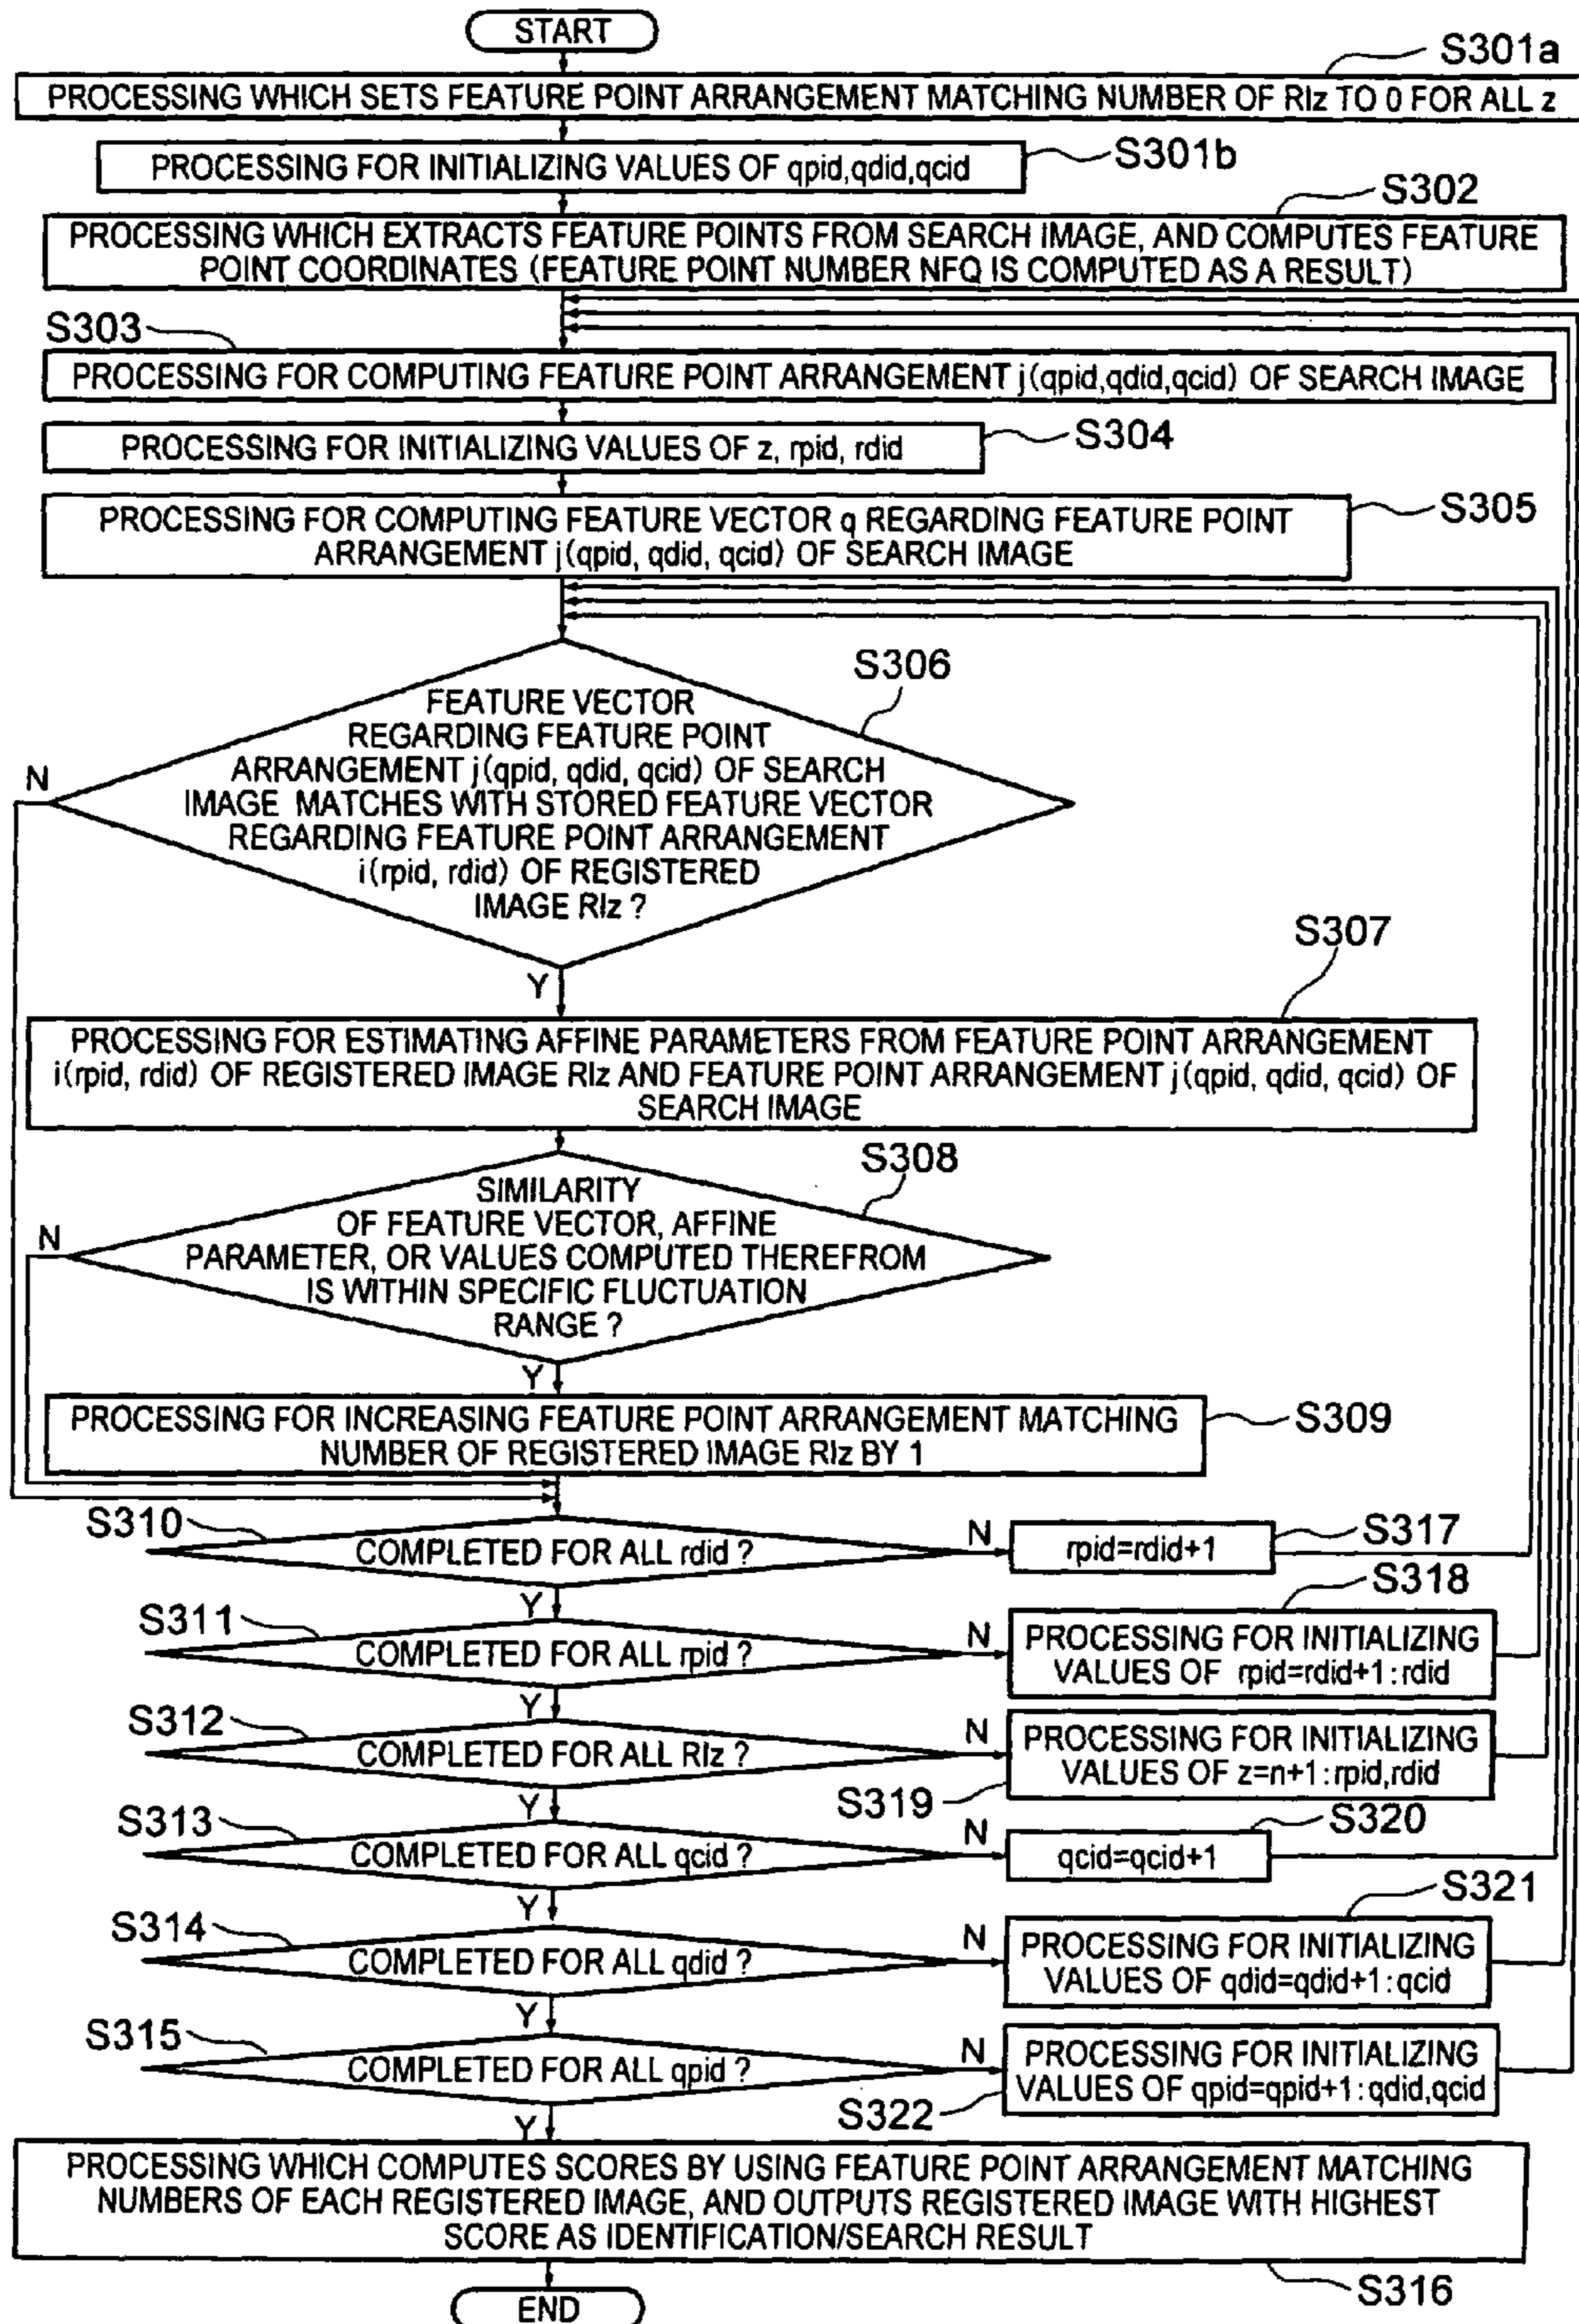 START
S301a
PROCESSING WHICH SETS FEATURE POINT ARRANGEMENT MATCHING NUMBER OF RIz TO 0 FOR ALL z
PROCESSING FOR INITIALIZING VALUES OF qpid,qdid,qcid
S301b
S302
PROCESSING WHICH EXTRACTS FEATURE POINTS FROM SEARCH IMAGE, AND COMPUTES FEATURE
POINT COORDINATES (FEATURE POINT NUMBER NFQ IS COMPUTED AS A RESULT)
S303
PROCESSING FOR COMPUTING FEATURE POINT ARRANGEMENT j(qpid,qdid,qcid) OF SEARCH IMAGE
PROCESSING FOR INITIALIZING VALUES OF z, rpid, rdid
S304
PROCESSING FOR COMPUTING FEATURE VECTOR q REGARDING FEATURE POINT
ARRANGEMENT j(qpid, qdid, qcid) OF SEARCH IMAGE
S305
S306
FEATURE VECTOR
REGARDING FEATURE POINT
ARRANGEMENT j(qpid, qdid, qcid) OF SEARCH
IMAGE MATCHES WITH STORED FEATURE VECTOR
REGARDING FEATURE POINT ARRANGEMENT
i(rpid, rdid) OF REGISTERED
IMAGE RIz ?
N
Y
S307
PROCESSING FOR ESTIMATING AFFINE PARAMETERS FROM FEATURE POINT ARRANGEMENT
i(rpid, rdid) OF REGISTERED IMAGE RIz AND FEATURE POINT ARRANGEMENT j(qpid, qdid, qcid) OF
SEARCH IMAGE
S308
SIMILARITY
OF FEATURE VECTOR, AFFINE
PARAMETER, OR VALUES COMPUTED THEREFROM
IS WITHIN SPECIFIC FLUCTUATION
RANGE ?
N
Y
PROCESSING FOR INCREASING FEATURE POINT ARRANGEMENT MATCHING
NUMBER OF REGISTERED IMAGE RIz BY 1
S309
S310
COMPLETED FOR ALL rdid ?
N
rpid=rdid+1
S317
Y
S318
S311
COMPLETED FOR ALL rpid ?
N
PROCESSING FOR INITIALIZING
VALUES OF rpid=rdid+1:rdid
Y
S312
COMPLETED FOR ALL RIz ?
N
PROCESSING FOR INITIALIZING
VALUES OF z=n+1:rpid,rdid
S319
Y
S313
COMPLETED FOR ALL qcid ?
N
qcid=qcid+1
S320
Y
S321
S314
COMPLETED FOR ALL qdid ?
N
PROCESSING FOR INITIALIZING
VALUES OF qdid=qdid+1:qcid
Y
S315
COMPLETED FOR ALL qpid ?
N
PROCESSING FOR INITIALIZING
VALUES OF qpid=qpid+1:qdid,qcid
S322
Y
PROCESSING WHICH COMPUTES SCORES BY USING FEATURE POINT ARRANGEMENT MATCHING
NUMBERS OF EACH REGISTERED IMAGE, AND OUTPUTS REGISTERED IMAGE WITH HIGHEST
SCORE AS IDENTIFICATION/SEARCH RESULT
S316
END